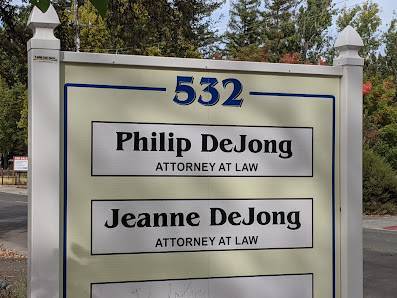 532
Philip DeJong
ATTORNEY AT LAW
Jeanne DeJong
ATTORNEY AT LAW